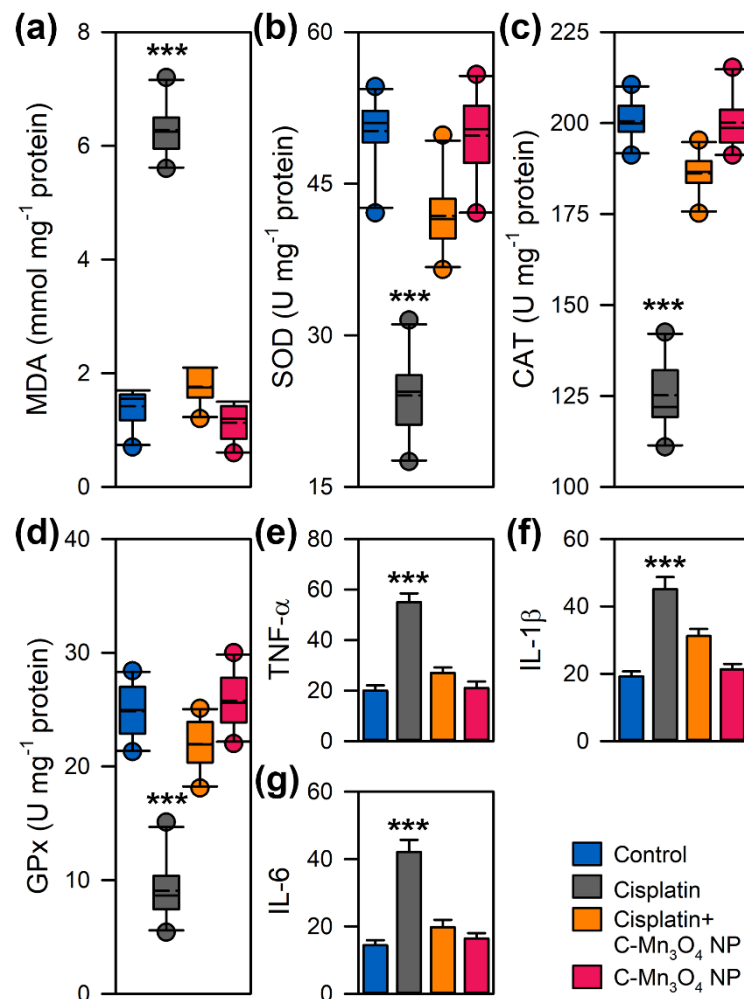 (a)
8
6
4
2
0
MDA (mmol mg⁻¹ protein)
***
(b)
60
45
30
15
SOD (U mg⁻¹ protein)
***
(c)
225
200
175
150
125
100
CAT (U mg⁻¹ protein)
***
(d)
40
30
20
10
0
GPx (U mg⁻¹ protein)
***
(e)
80
60
40
20
0
TNF-α
***
(f)
60
40
20
0
IL-1β
***
(g)
60
40
20
0
IL-6
***
Control
Cisplatin
Cisplatin+
C-Mn₃O₄ NP
C-Mn₃O₄ NP